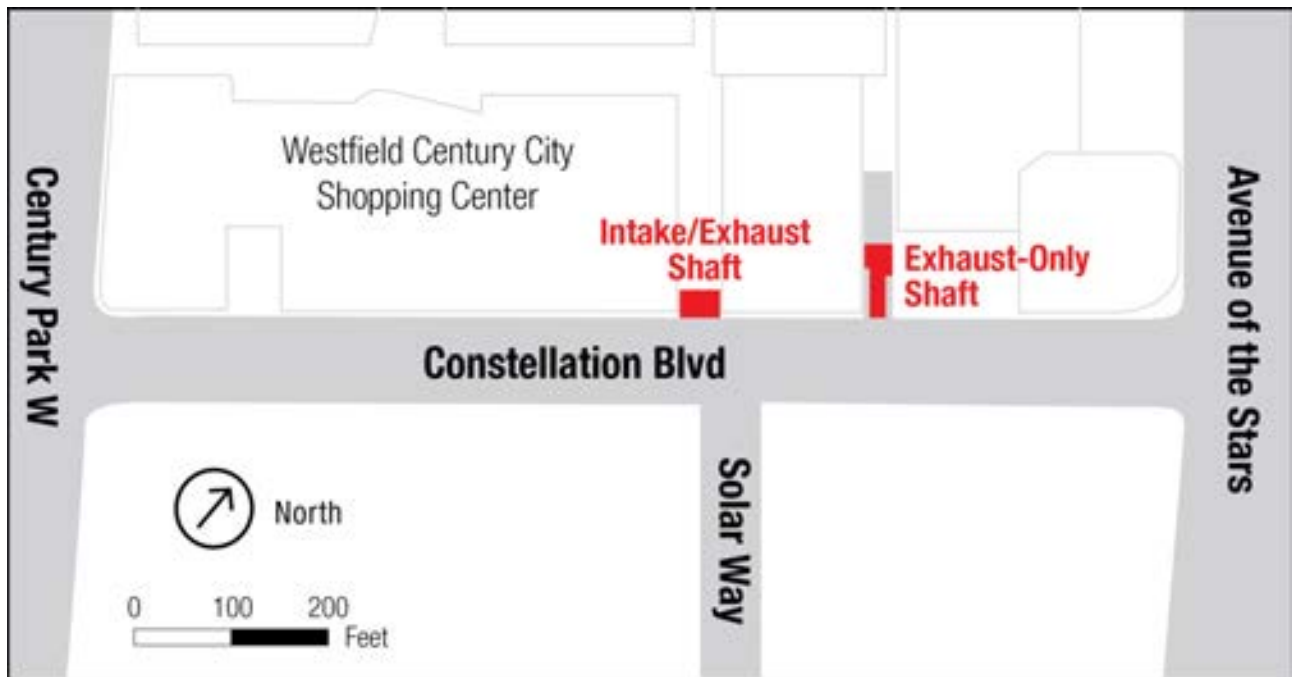 Westfield Century City
Shopping Center
Intake/Exhaust
Shaft
Exhaust-Only
Shaft
Century Park W
Avenue of the Stars
Constellation Blvd
Solar Way
North
0 100 200
Feet